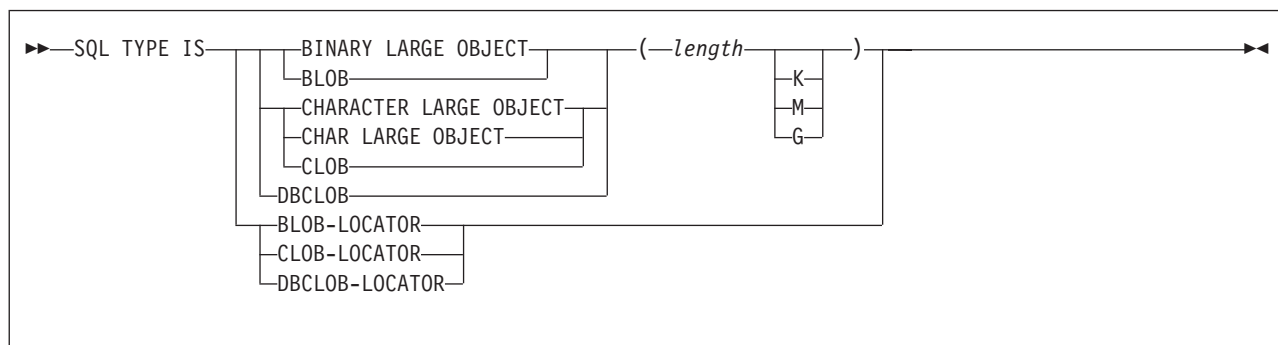 SQL TYPE IS BINARY LARGE OBJECT ( length )
BLOB K
CHARACTER LARGE OBJECT M
CHAR LARGE OBJECT G
CLOB
DBCLOB
BLOB-LOCATOR
CLOB-LOCATOR
DBCLOB-LOCATOR